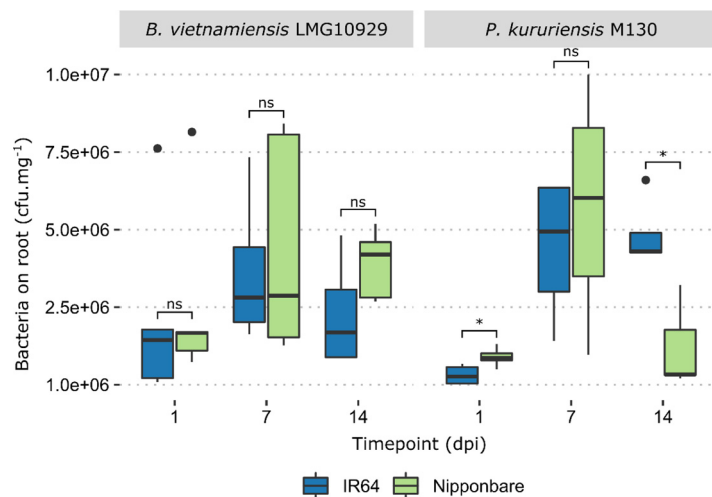 B. vietnamiensis LMG10929 P. kururiensis M130
Bacteria on root (cfu.mg⁻¹)
1.0e+07
7.5e+06
5.0e+06
2.5e+06
1.0e+06
ns ns ns * ns *
1 7 14 1 7 14
Timepoint (dpi)
IR64 Nipponbare